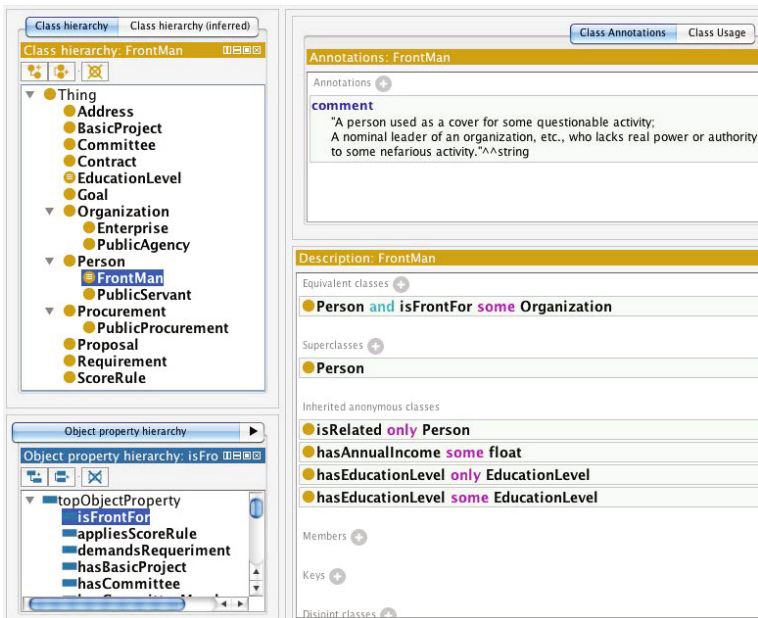 Class hierarchy
Class hierarchy (inferred)
Class hierarchy: FrontMan
Thing
Address
BasicProject
Committee
Contract
EducationLevel
Goal
Organization
Enterprise
PublicAgency
Person
FrontMan
PublicServant
Procurement
PublicProcurement
Proposal
Requirement
ScoreRule
Object property hierarchy
Object property hierarchy: isFro
topObjectProperty
isFrontFor
appliesScoreRule
demandsRequeriment
hasBasicProject
hasCommittee
Class Annotations
Class Usage
Annotations: FrontMan
Annotations
comment
"A person used as a cover for some questionable activity;
A nominal leader of an organization, etc., who lacks real power or authority
to some nefarious activity."^^string
Description: FrontMan
Equivalent classes
Person and isFrontFor some Organization
Superclasses
Person
Inherited anonymous classes
isRelated only Person
hasAnnualIncome some float
hasEducationLevel only EducationLevel
hasEducationLevel some EducationLevel
Members
Keys
Disjoint classes